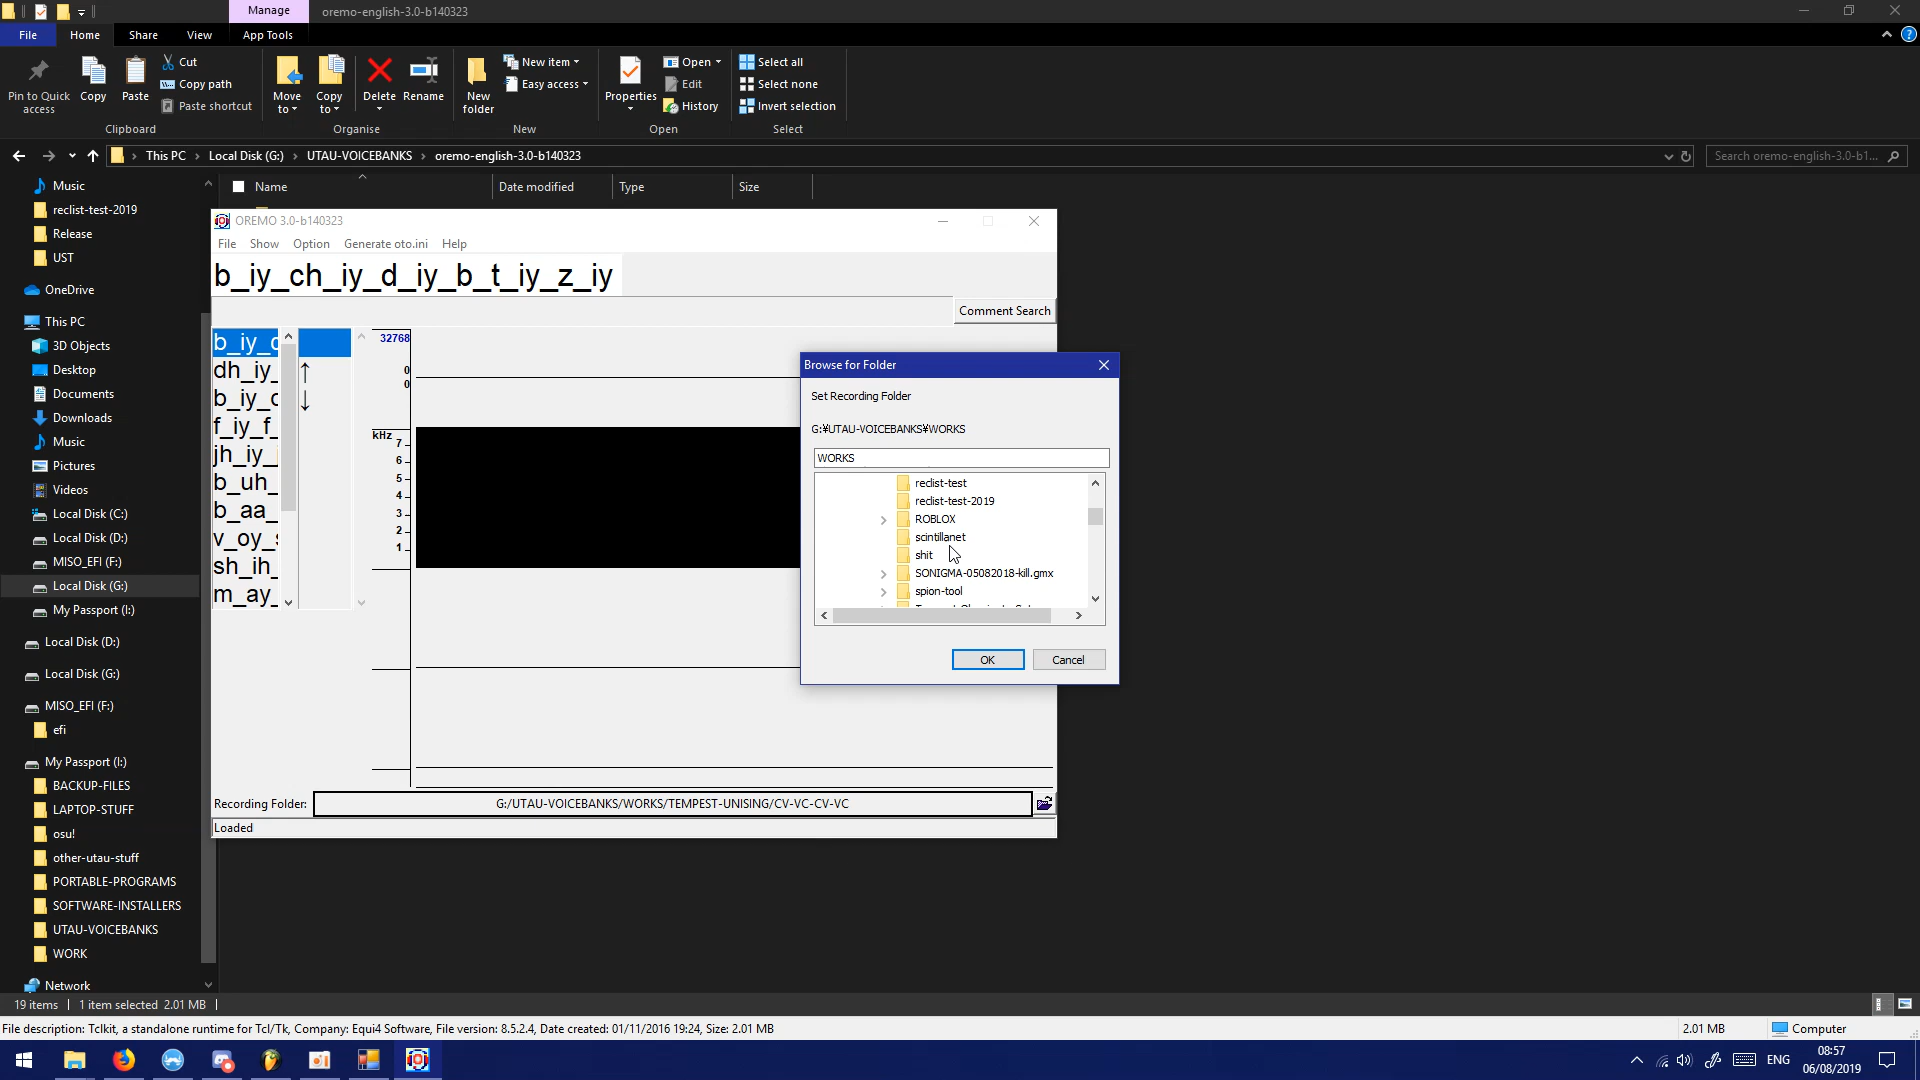 Manage
oremo-english-3.0-b140323
File
Home
Share
View
App Tools
Pin to Quick
access
Copy
Paste
Cut
Copy path
Paste shortcut
Clipboard
Move
to
Copy
to
Delete
Rename
Organise
New
folder
New item
Easy access
New
Properties
Open
Edit
History
Open
Select all
Select none
Invert selection
Select
This PC
Local Disk (G:)
UTAU-VOICEBANKS
oremo-english-3.0-b140323
Search oremo-english-3.0-b1...
Name
Date modified
Type
Size
Music
reclist-test-2019
Release
UST
OneDrive
This PC
3D Objects
Desktop
Documents
Downloads
Music
Pictures
Videos
Local Disk (C:)
Local Disk (D:)
MISO_EFI (F:)
Local Disk (G:)
My Passport (I:)
Local Disk (D:)
Local Disk (G:)
MISO_EFI (F:)
efi
My Passport (I:)
BACKUP-FILES
LAPTOP-STUFF
osu!
other-utau-stuff
PORTABLE-PROGRAMS
SOFTWARE-INSTALLERS
UTAU-VOICEBANKS
WORK
Network
OREMO 3.0-b140323
File
Show
Option
Generate oto.ini
Help
b_iy_ch_iy_d_iy_b_t_iy_z_iy
Comment Search
b_iy_c
dh_iy_
b_iy_c
f_iy_f_
jh_iy_j
b_uh_
b_aa_
v_oy_s
sh_ih_
m_ay_
↑
↓
32768
0
0
kHz
7
6
5
4
3
2
1
Recording Folder:
G:/UTAU-VOICEBANKS/WORKS/TEMPEST-UNISING/CV-VC-CV-VC
Loaded
Browse for Folder
Set Recording Folder
G:¥UTAU-VOICEBANKS¥WORKS
WORKS
reclist-test
reclist-test-2019
ROBLOX
scintillanet
shit
SONIGMA-05082018-kill.gmx
spion-tool
OK
Cancel
19 items
1 item selected 2.01 MB
File description: Tclkit, a standalone runtime for Tcl/Tk, Company: Equi4 Software, File version: 8.5.2.4, Date created: 01/11/2016 19:24, Size: 2.01 MB
2.01 MB
Computer
ENG
08:57
06/08/2019